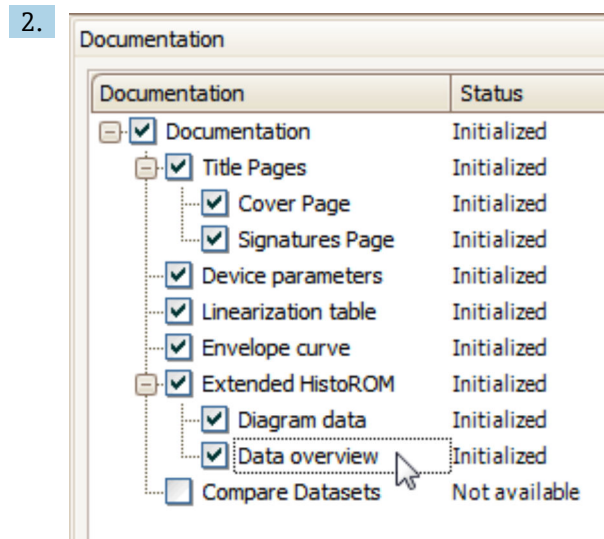 2.
Documentation
Documentation Status
Documentation Initialized
Title Pages Initialized
Cover Page Initialized
Signatures Page Initialized
Device parameters Initialized
Linearization table Initialized
Envelope curve Initialized
Extended HistoROM Initialized
Diagram data Initialized
Data overview Initialized
Compare Datasets Not available